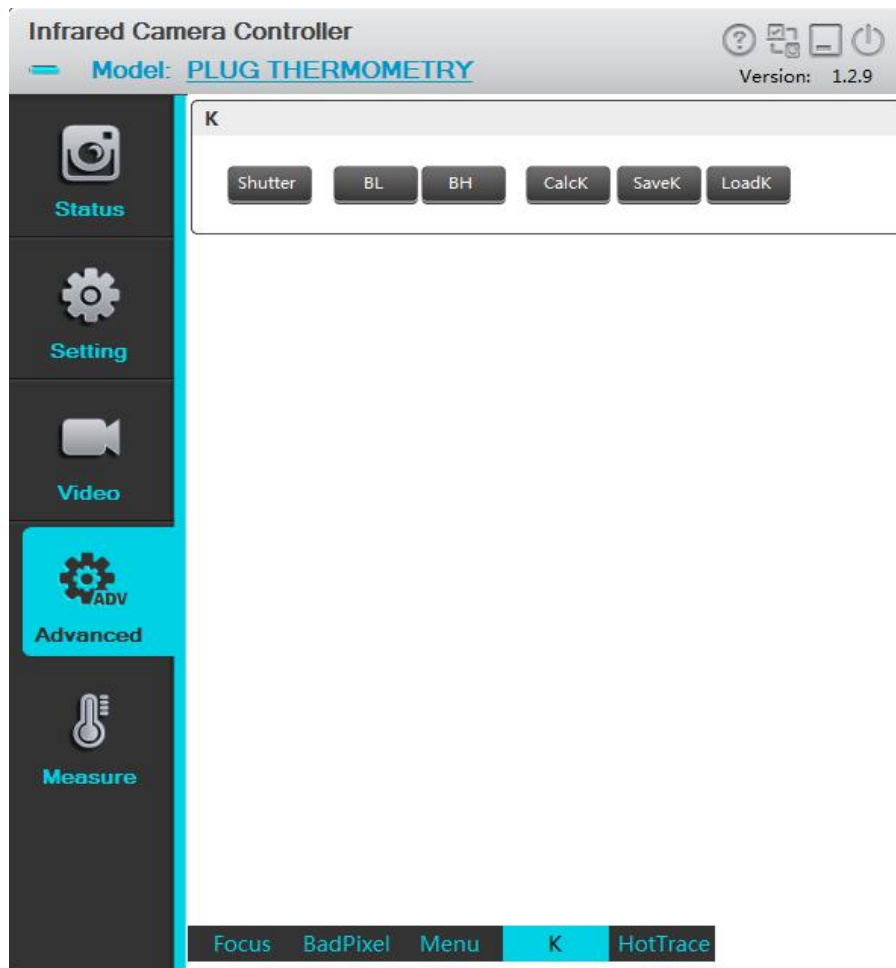 Infrared Camera Controller
Model: PLUG THERMOMETRY
Version: 1.2.9
Status
Setting
Video
ADV
Advanced
Measure
K
Shutter BL BH CalcK SaveK LoadK
Focus BadPixel Menu K HotTrace